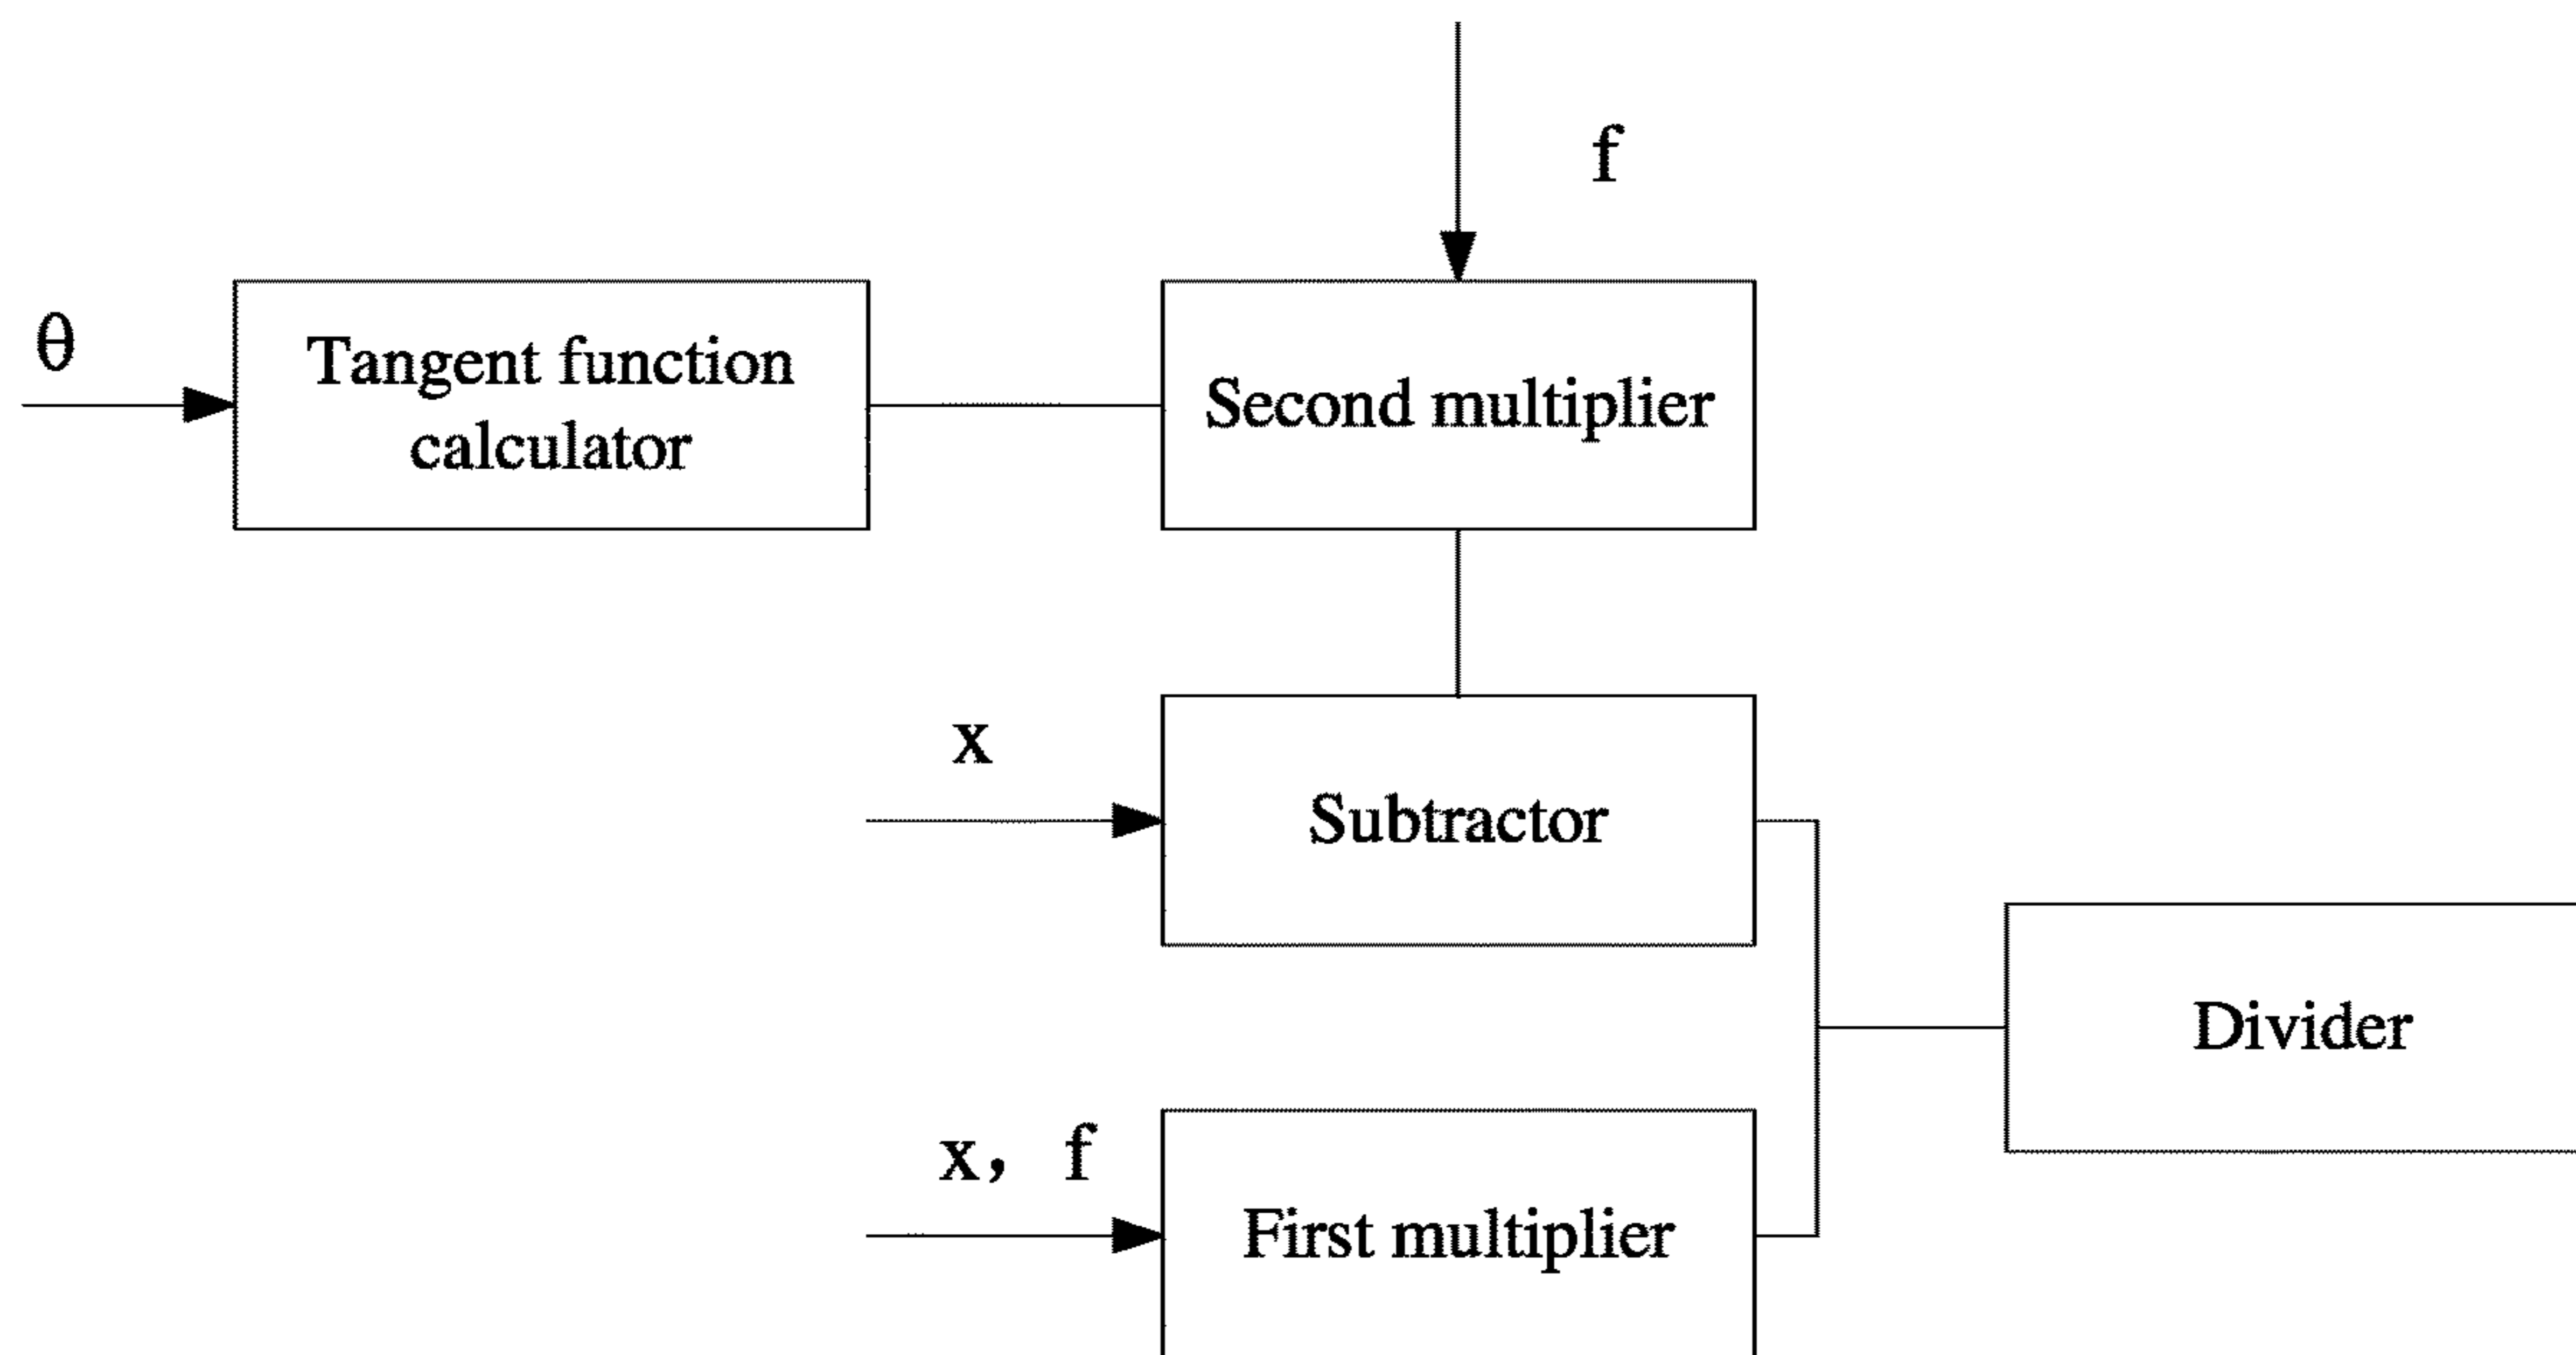 f
θ
Tangent function
calculator
Second multiplier
x
Subtractor
Divider
x, f
First multiplier